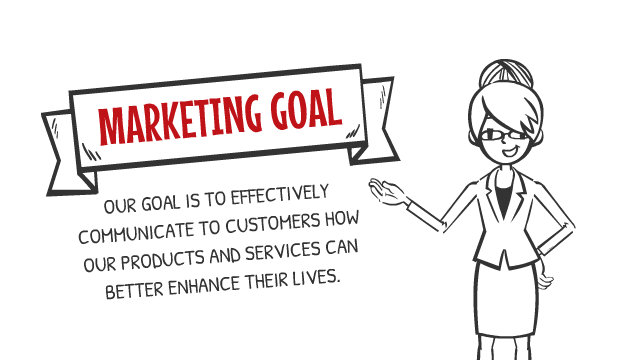 MARKETING GOAL
OUR GOAL IS TO EFFECTIVELY
COMMUNICATE TO CUSTOMERS HOW
OUR PRODUCTS AND SERVICES CAN
BETTER ENHANCE THEIR LIVES.